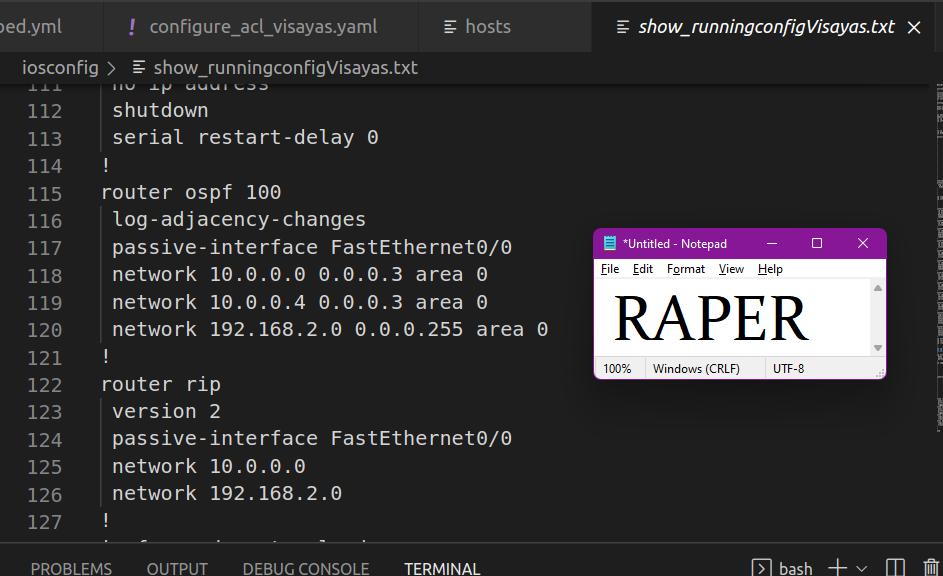 ped.yml
! configure_acl_visayas.yaml
hosts
show_runningconfigVisayas.txt
iosconfig > show_runningconfigVisayas.txt
111 no ip address
112 shutdown
113 serial restart-delay 0
114 !
115 router ospf 100
116 log-adjacency-changes
117 passive-interface FastEthernet0/0
118 network 10.0.0.0 0.0.0.3 area 0
119 network 10.0.0.4 0.0.0.3 area 0
120 network 192.168.2.0 0.0.0.255 area 0
121 !
122 router rip
123 version 2
124 passive-interface FastEthernet0/0
125 network 10.0.0.0
126 network 192.168.2.0
127 !
*Untitled - Notepad
File Edit Format View Help
RAPER
100% Windows (CRLF) UTF-8
PROBLEMS OUTPUT DEBUG CONSOLE TERMINAL
bash